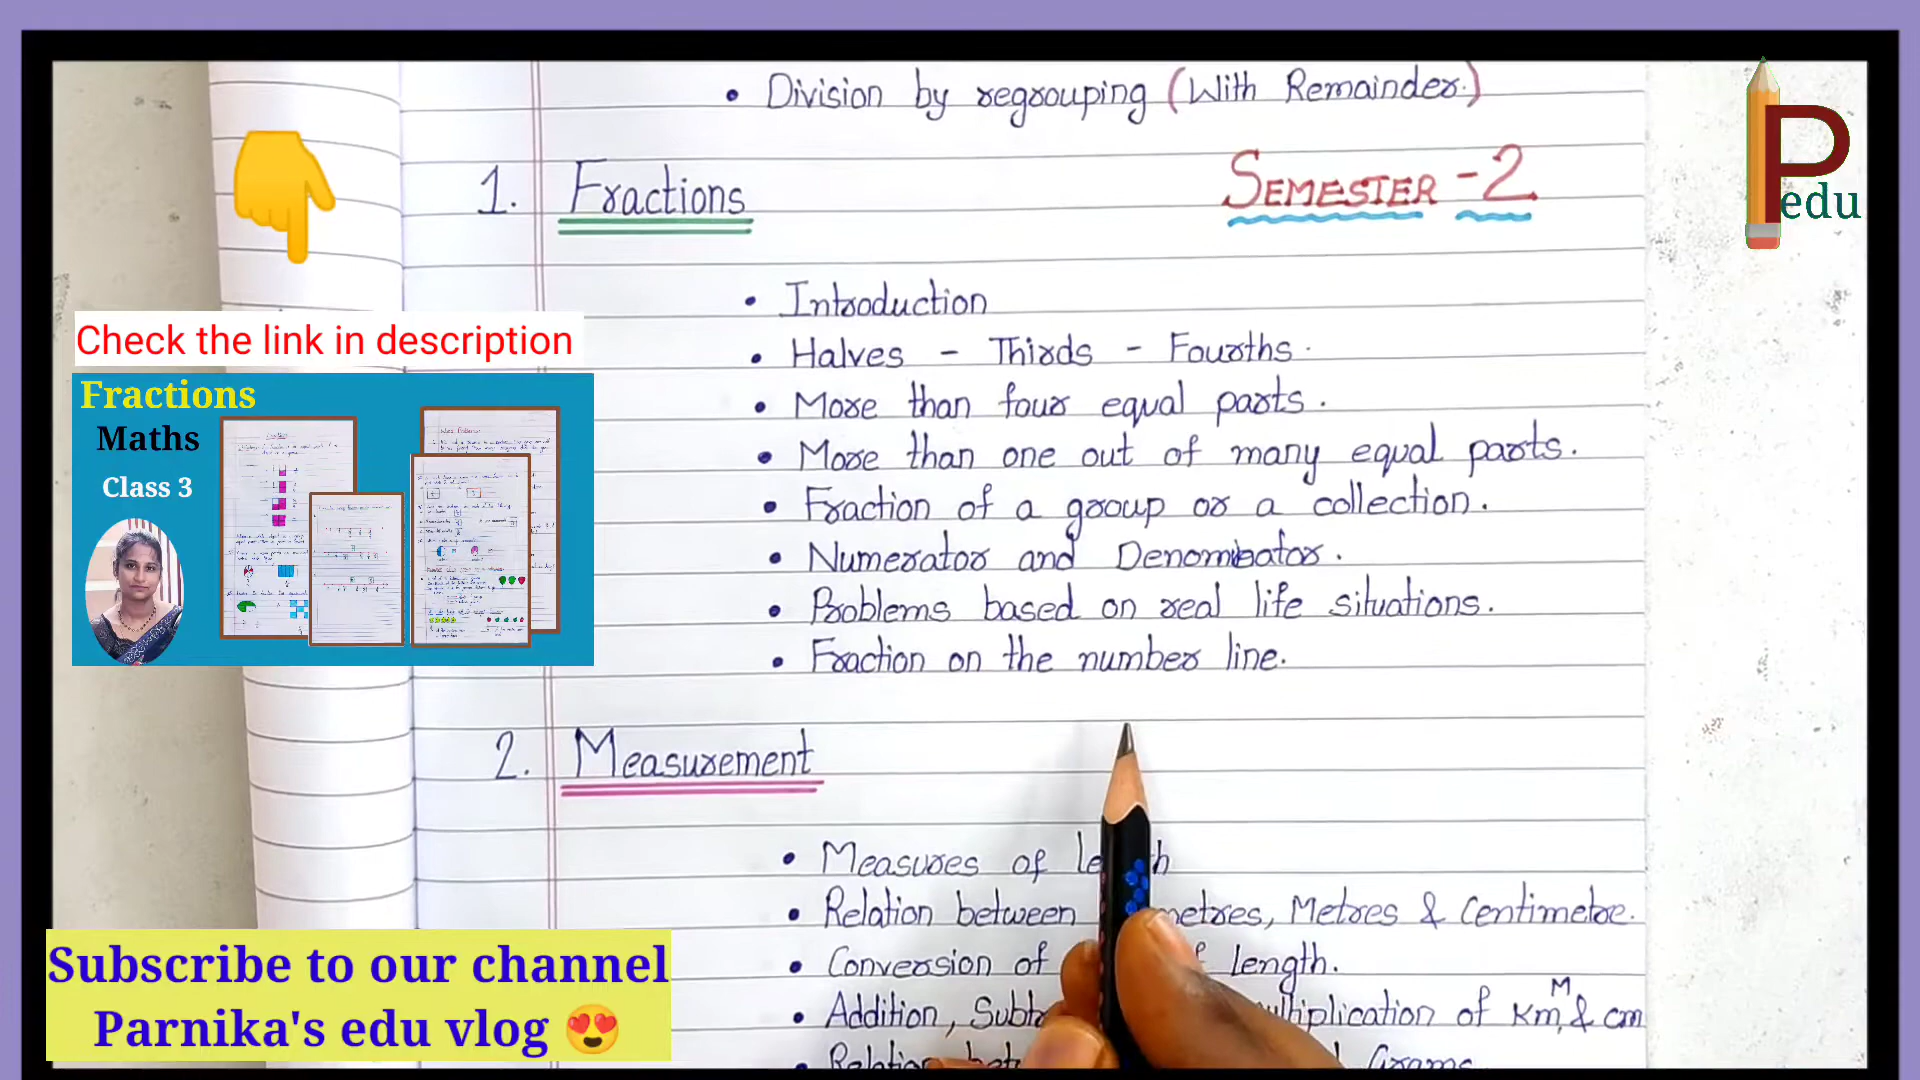 • Division by regrouping (With Remainder.)
1. Fractions
SEMESTER - 2
• Introduction
• Halves - Thirds - Fourths.
• More than four equal parts.
• More than one out of many equal parts.
• Fraction of a group or a collection.
• Numerator and Denominator.
• Problems based on real life situations.
• Fraction on the number line.
2. Measurement
• Measures of
• Relation between metres, Metres & Centimetre.
• Conversion of length.
• Addition, of Km, M & cm
P
edu
Check the link in description
Fractions
Maths
Class 3
Subscribe to our channel
Parnika's edu vlog 😍